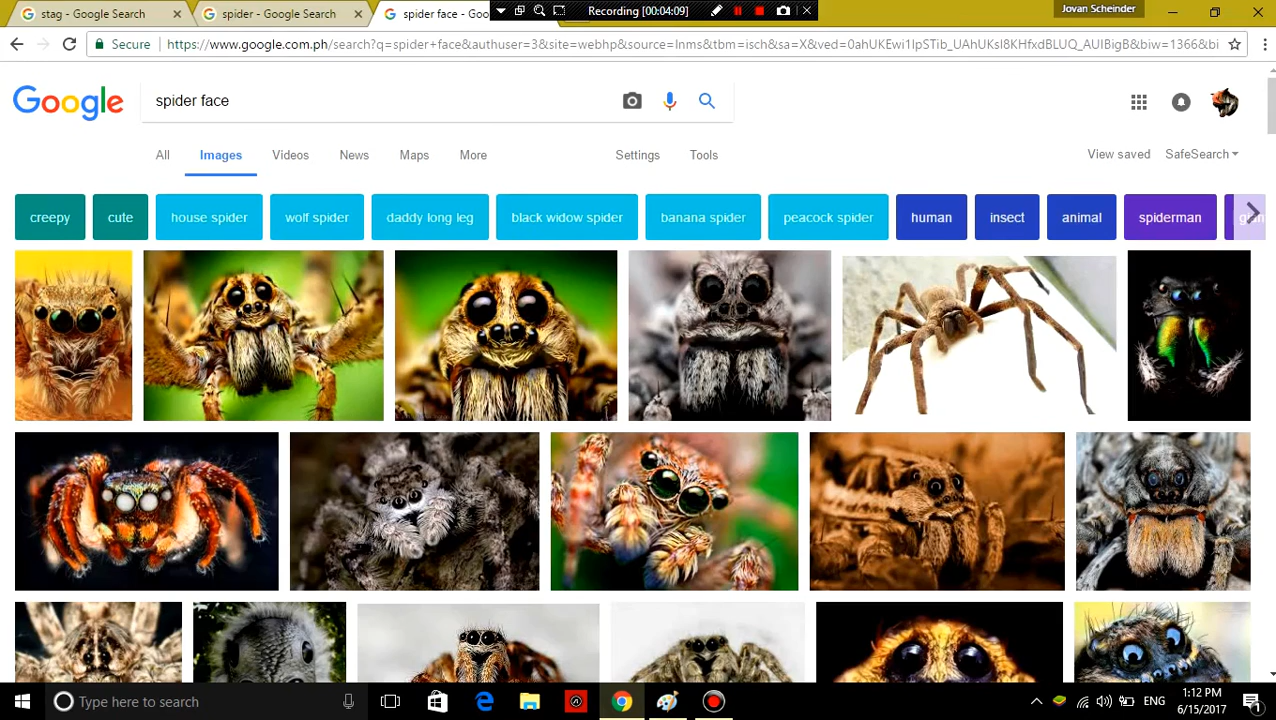 stag - Google Search
spider - Google Search
spider face - Goo
Recording [00:04:09]
Jovan Scheinder
Secure
https://www.google.com.ph/search?q=spider+face&authuser=3&site=webhp&source=lnms&tbm=isch&sa=X&ved=0ahUKEwi1lpSTib_UAhUKsI8KHfxdBLUQ_AUIBigB&biw=1366&bi
Google
spider face
All
Images
Videos
News
Maps
More
Settings
Tools
View saved
SafeSearch
creepy
cute
house spider
wolf spider
daddy long leg
black widow spider
banana spider
peacock spider
human
insect
animal
spiderman
Type here to search
ENG
1:12 PM
6/15/2017
1